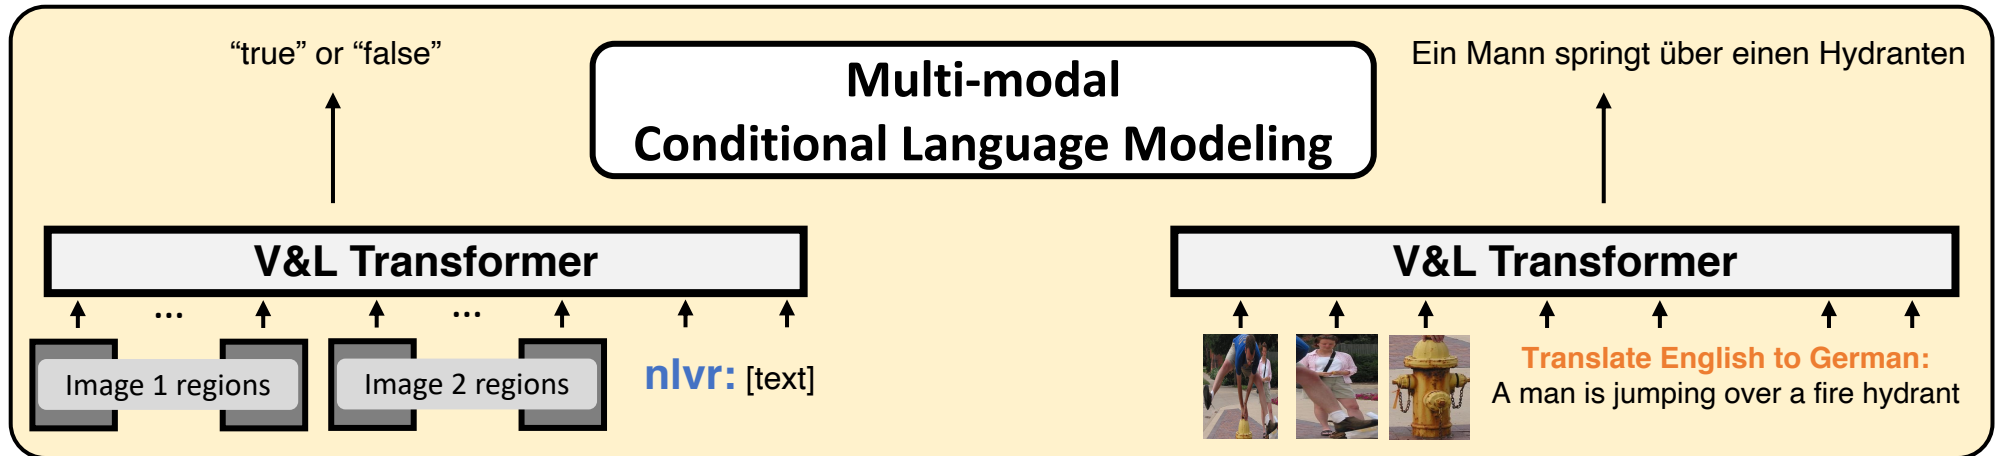 “true” or “false”
Multi-modal
Conditional Language Modeling
Ein Mann springt über einen Hydranten
V&L Transformer
V&L Transformer
...
...
Image 1 regions
Image 2 regions
nlvr: [text]
Translate English to German:
A man is jumping over a fire hydrant